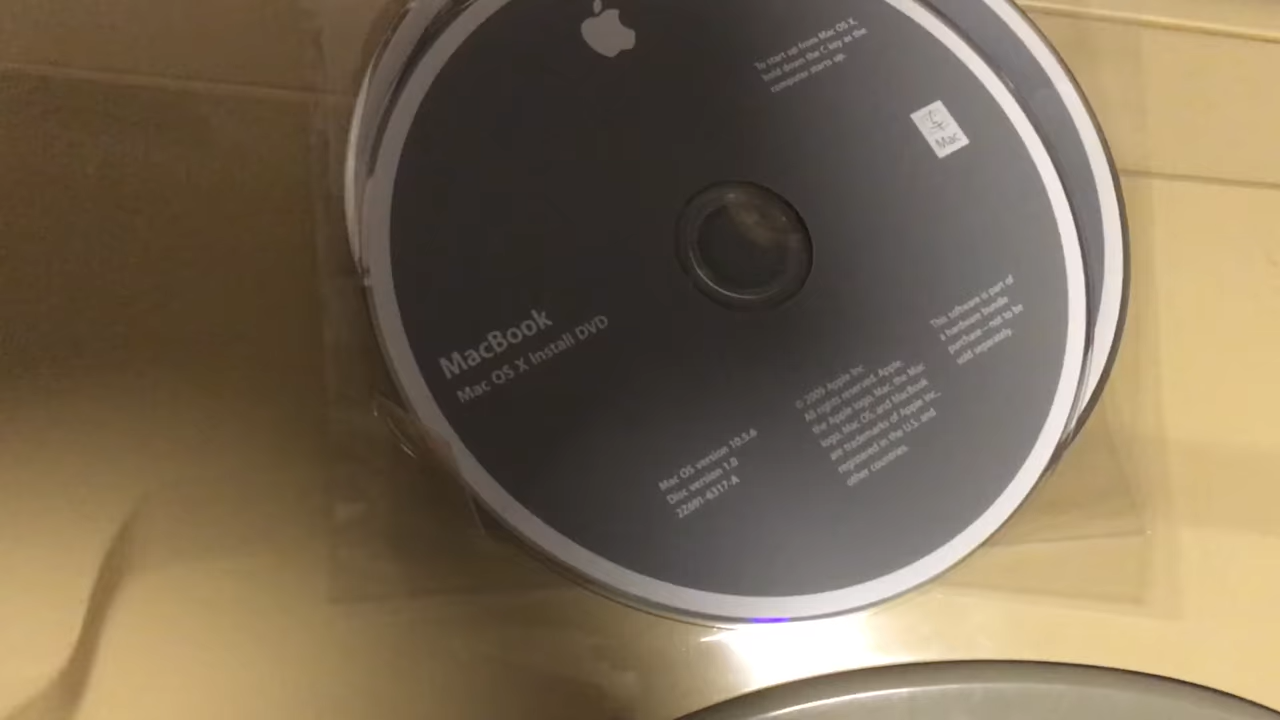 To start up from Mac OS X,
hold down the C key as the
computer starts up.
Mac
MacBook
Mac OS X Install DVD
This software is part of
a hardware bundle
purchase—not to be
sold separately.
© 2009 Apple Inc.
All rights reserved. Apple,
the Apple logo, Mac, the Mac
logo, Mac OS, and MacBook
are trademarks of Apple Inc.,
registered in the U.S. and
other countries.
Mac OS version 10.5.6
Disc version 1.0
2Z691-6317-A